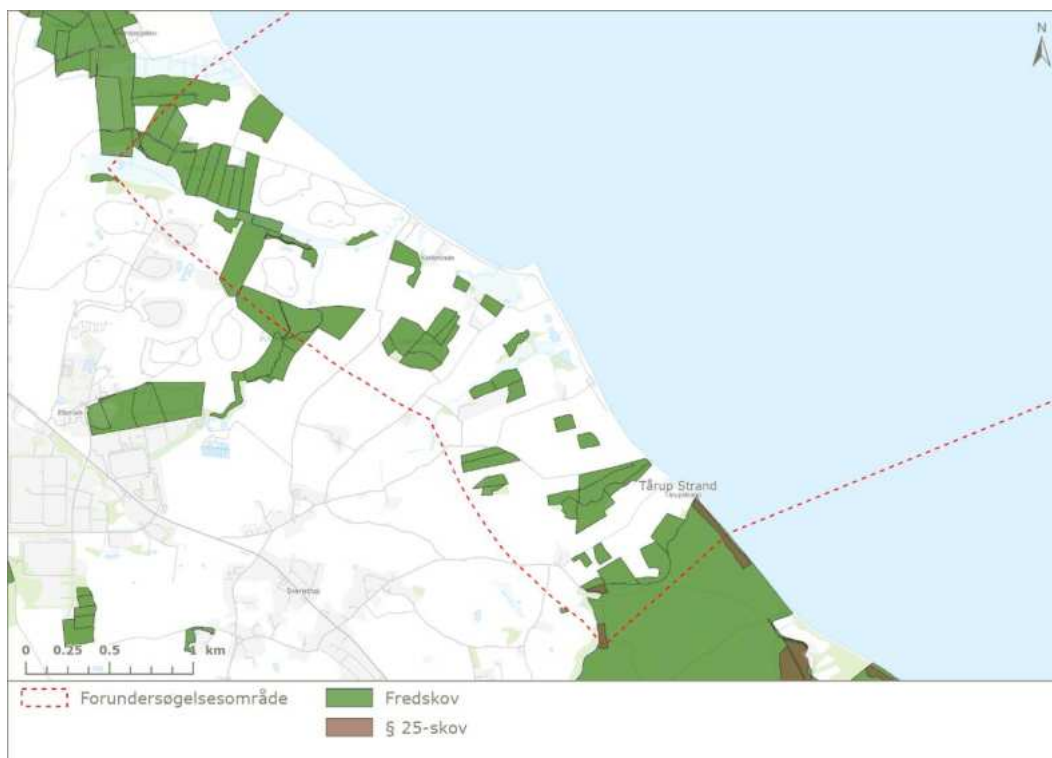 N
Tårup Strand
0 0.25 0.5 1 km
Forundersøgelsesområde
Fredskov
§ 25-skov